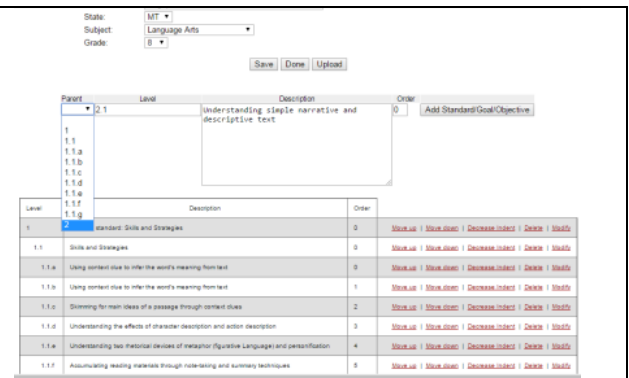 State: MT
Subject: Language Arts
Grade: 8
Save Done Upload
Parent Level Description Order
2.1 Understanding simple narrative and descriptive text 0 Add Standard/Goal/Objective
1
1.1
1.1.a
1.1.b
1.1.c
1.1.d
1.1.e
1.1.f
1.1.g
2
Level Description Order
1 standard: Skills and Strategies 0 Move up | Move down | Decrease Indent | Delete | Modify
1.1 Skills and Strategies 0 Move up | Move down | Decrease Indent | Delete | Modify
1.1.a Using context clue to infer the word's meaning from text 0 Move up | Move down | Decrease Indent | Delete | Modify
1.1.b Using context clue to infer the word's meaning from text 1 Move up | Move down | Decrease Indent | Delete | Modify
1.1.c Skimming for main ideas of a passage through context clues 2 Move up | Move down | Decrease Indent | Delete | Modify
1.1.d Understanding the effects of character description and action description 3 Move up | Move down | Decrease Indent | Delete | Modify
1.1.e Understanding two rhetorical devices of metaphor (figurative Language) and personification 4 Move up | Move down | Decrease Indent | Delete | Modify
1.1.f Accumulating reading materials through note-taking and summary techniques 5 Move up | Move down | Decrease Indent | Delete | Modify